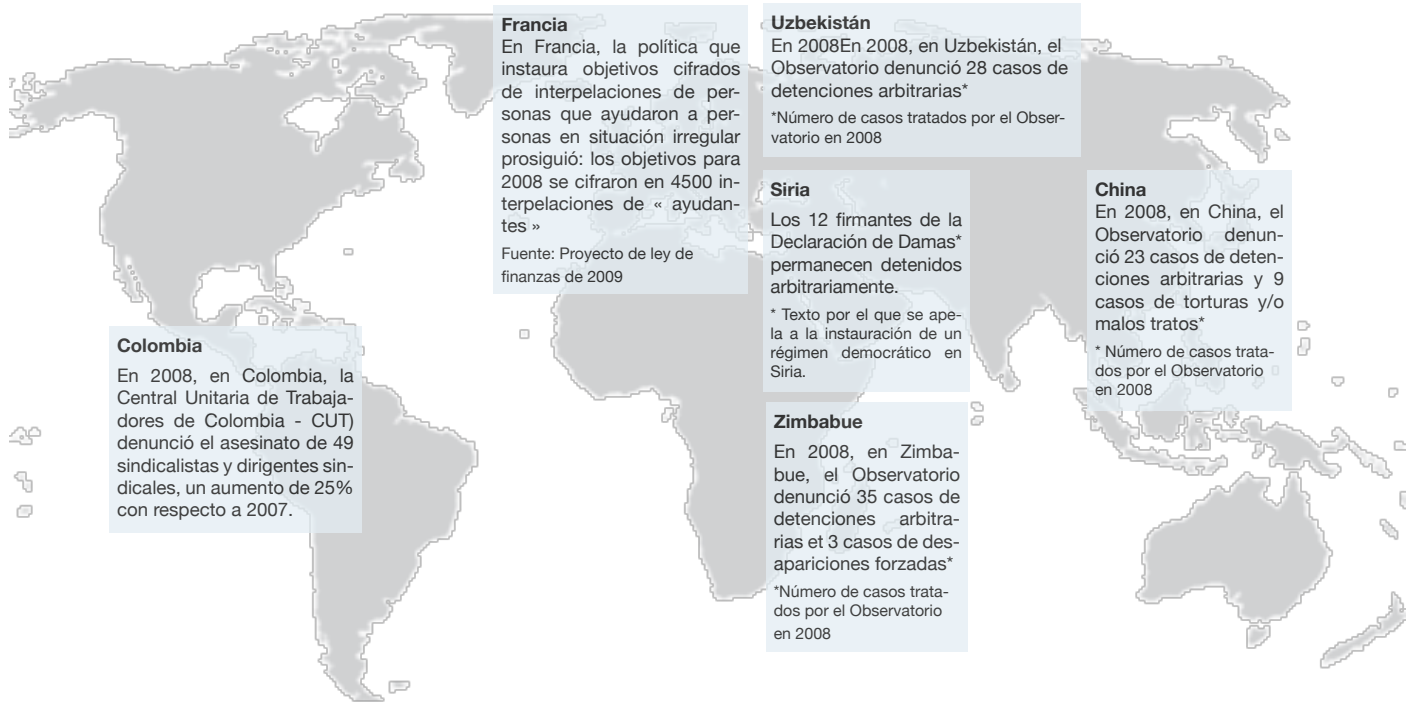 Francia
En Francia, la política que
instaura objetivos cifrados
de interpelaciones de per-
sonas que ayudaron a per-
sonas en situación irregular
prosiguió: los objetivos para
2008 se cifraron en 4500 in-
terpelaciones de « ayudan-
tes »
Fuente: Proyecto de ley de
finanzas de 2009
Uzbekistán
En 2008En 2008, en Uzbekistán, el
Observatorio denunció 28 casos de
detenciones arbitrarias*
*Número de casos tratados por el Obser-
vatorio en 2008
Siria
Los 12 firmantes de la
Declaración de Damas*
permanecen detenidos
arbitrariamente.
* Texto por el que se ape-
la a la instauración de un
régimen democrático en
Siria.
China
En 2008, en China, el
Observatorio denun-
ció 23 casos de deten-
ciones arbitrarias y 9
casos de torturas y/o
malos tratos*
* Número de casos trata-
dos por el Observatorio
en 2008
Colombia
En 2008, en Colombia, la
Central Unitaria de Trabaja-
dores de Colombia - CUT)
denunció el asesinato de 49
sindicalistas y dirigentes sin-
dicales, un aumento de 25%
con respecto a 2007.
Zimbabue
En 2008, en Zimba-
bue, el Observatorio
denunció 35 casos de
detenciones arbitra-
rias et 3 casos de des-
apariciones forzadas*
*Número de casos trata-
dos por el Observatorio
en 2008